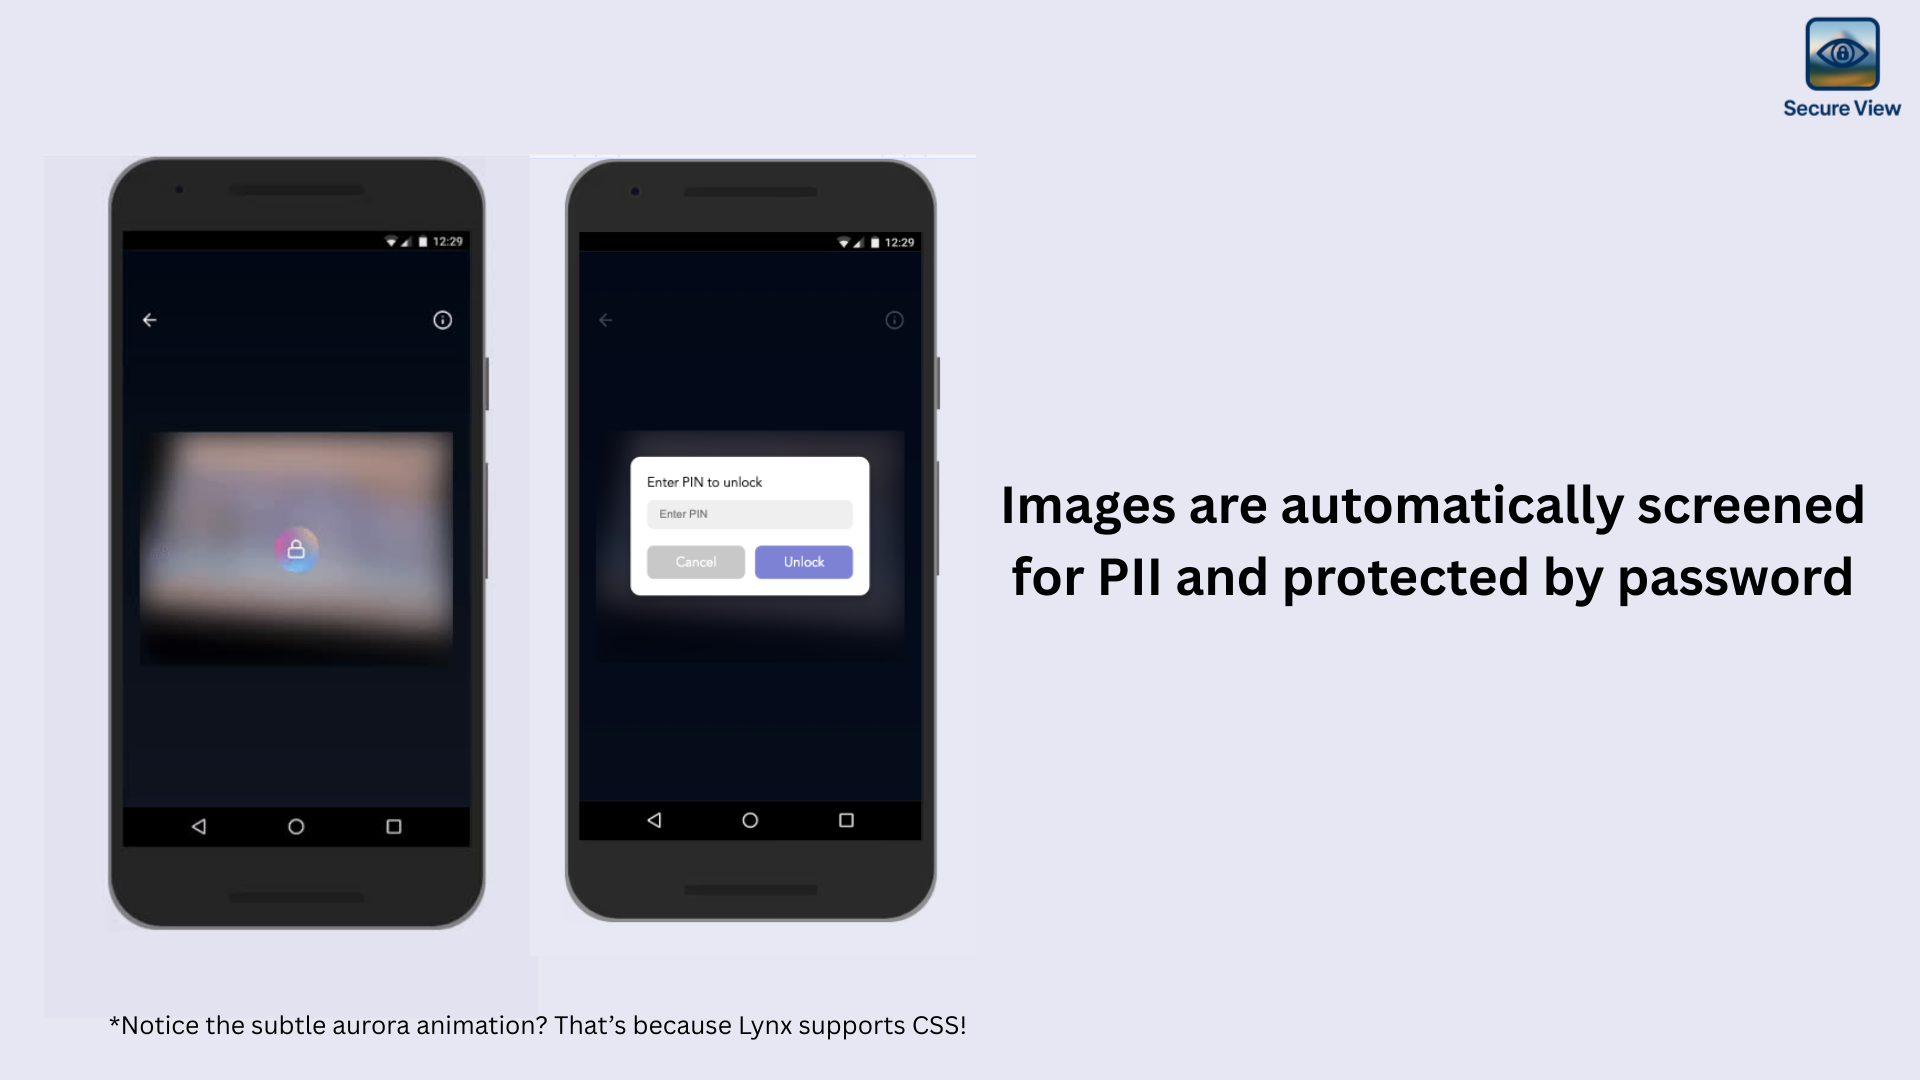 Secure View
12:29
12:29
Enter PIN to unlock
Enter PIN
Cancel
Unlock
Images are automatically screened
for PII and protected by password
*Notice the subtle aurora animation? That’s because Lynx supports CSS!